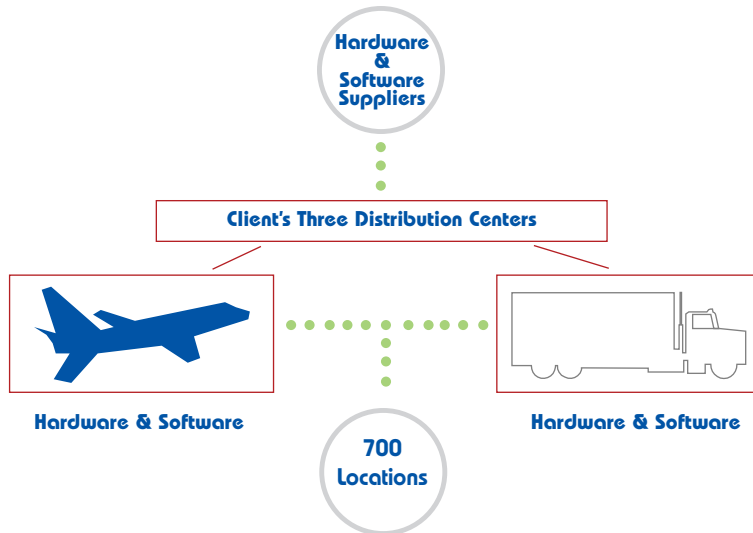 Hardware
&
Software
Suppliers
Client's Three Distribution Centers
Hardware & Software
Hardware & Software
700
Locations